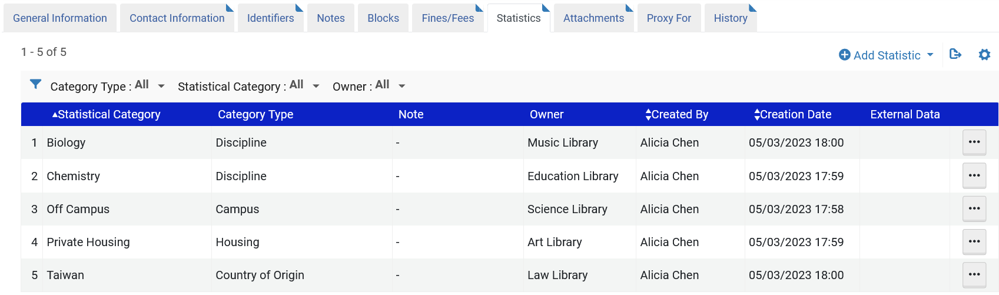 General Information Contact Information Identifiers Notes Blocks Fines/Fees Statistics Attachments Proxy For History
1 - 5 of 5
Add Statistic
Category Type : All Statistical Category : All Owner : All
Statistical Category Category Type Note Owner Created By Creation Date External Data
1 Biology Discipline - Music Library Alicia Chen 05/03/2023 18:00
2 Chemistry Discipline - Education Library Alicia Chen 05/03/2023 17:59
3 Off Campus Campus - Science Library Alicia Chen 05/03/2023 17:58
4 Private Housing Housing - Art Library Alicia Chen 05/03/2023 17:59
5 Taiwan Country of Origin - Law Library Alicia Chen 05/03/2023 18:00